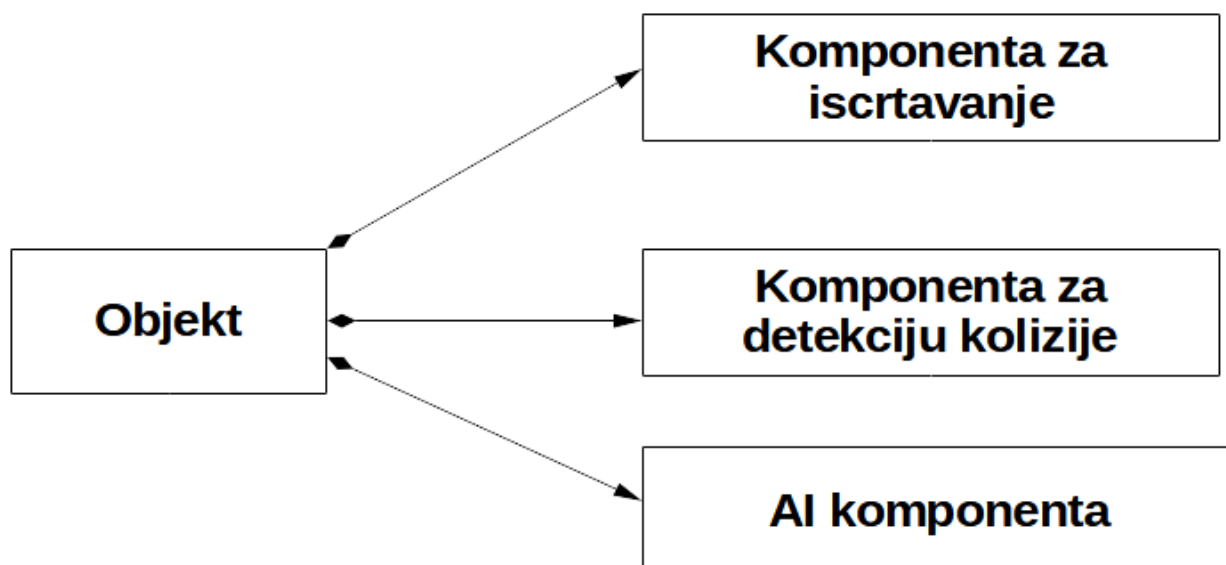 Komponenta za
iscrtavanje
Objekt
Komponenta za
detekciju kolizije
AI komponenta